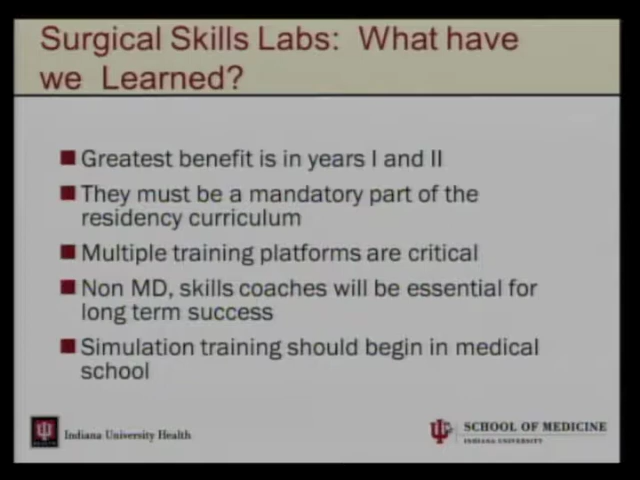 Surgical Skills Labs: What have
we Learned?
Greatest benefit is in years I and II
They must be a mandatory part of the
residency curriculum
Multiple training platforms are critical
Non MD, skills coaches will be essential for
long term success
Simulation training should begin in medical
school
Indiana University Health
SCHOOL OF MEDICINE
INDIANA UNIVERSITY